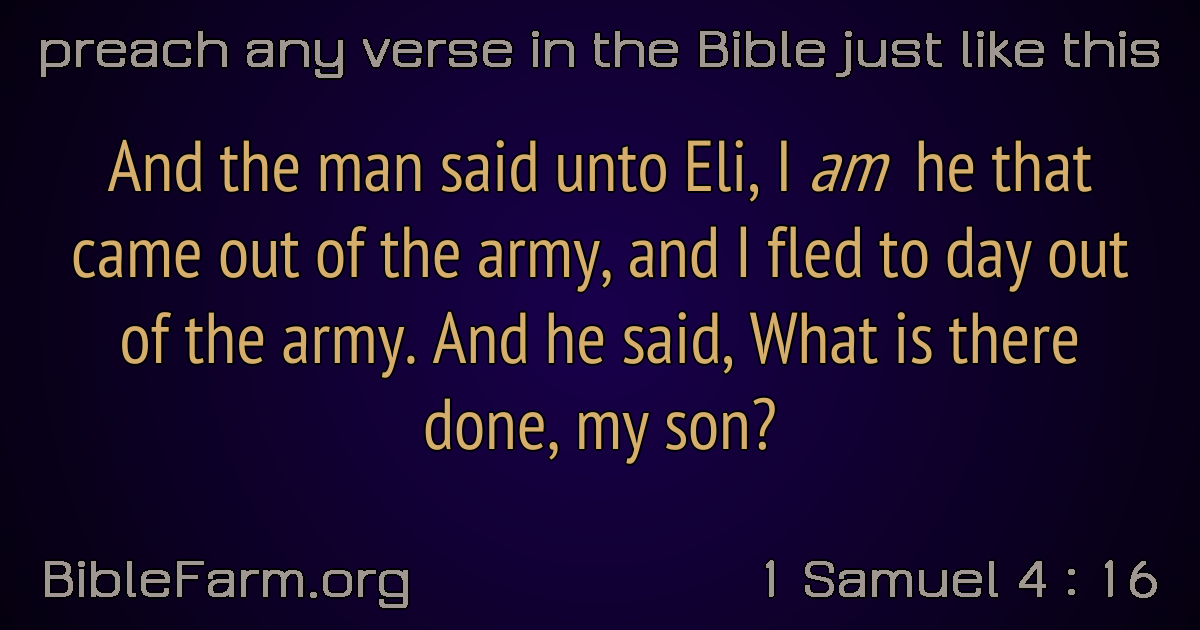 preach any verse in the Bible just like this
And the man said unto Eli, I am he that
came out of the army, and I fled to day out
of the army. And he said, What is there
done, my son?
BibleFarm.org
1 Samuel 4 : 16